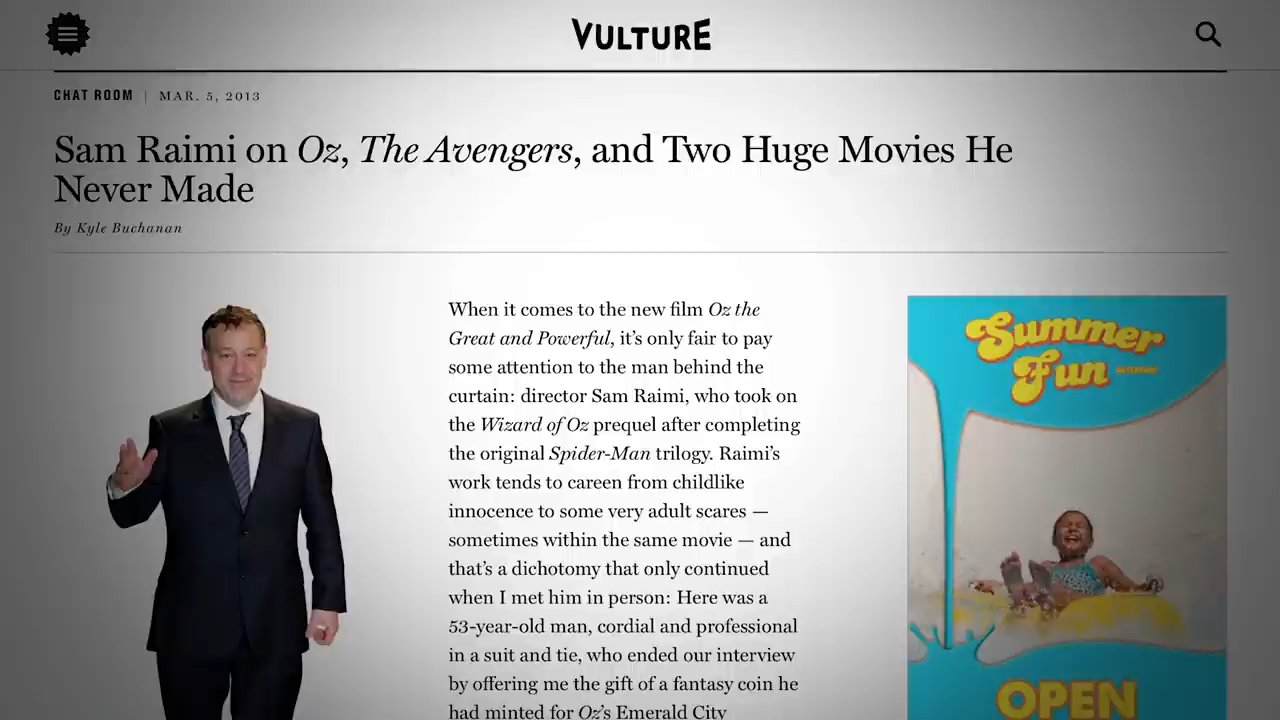 VULTURE
CHAT ROOM | MAR. 5, 2013
Sam Raimi on Oz, The Avengers, and Two Huge Movies He
Never Made
By Kyle Buchanan
When it comes to the new film Oz the
Great and Powerful, it’s only fair to pay
some attention to the man behind the
curtain: director Sam Raimi, who took on
the Wizard of Oz prequel after completing
the original Spider-Man trilogy. Raimi’s
work tends to careen from childlike
innocence to some very adult scares —
sometimes within the same movie — and
that’s a dichotomy that only continued
when I met him in person: Here was a
53-year-old man, cordial and professional
in a suit and tie, who ended our interview
by offering me the gift of a fantasy coin he
had minted for Oz’s Emerald City
Summer
Fun
OPEN